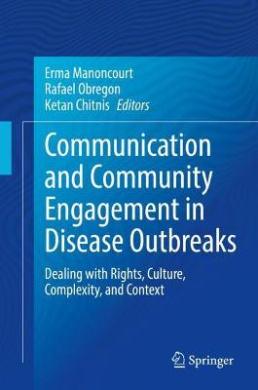 Erma Manoncourt
Rafael Obregon
Ketan Chitnis Editors
Communication
and Community
Engagement in
Disease Outbreaks
Dealing with Rights, Culture,
Complexity, and Context
Springer